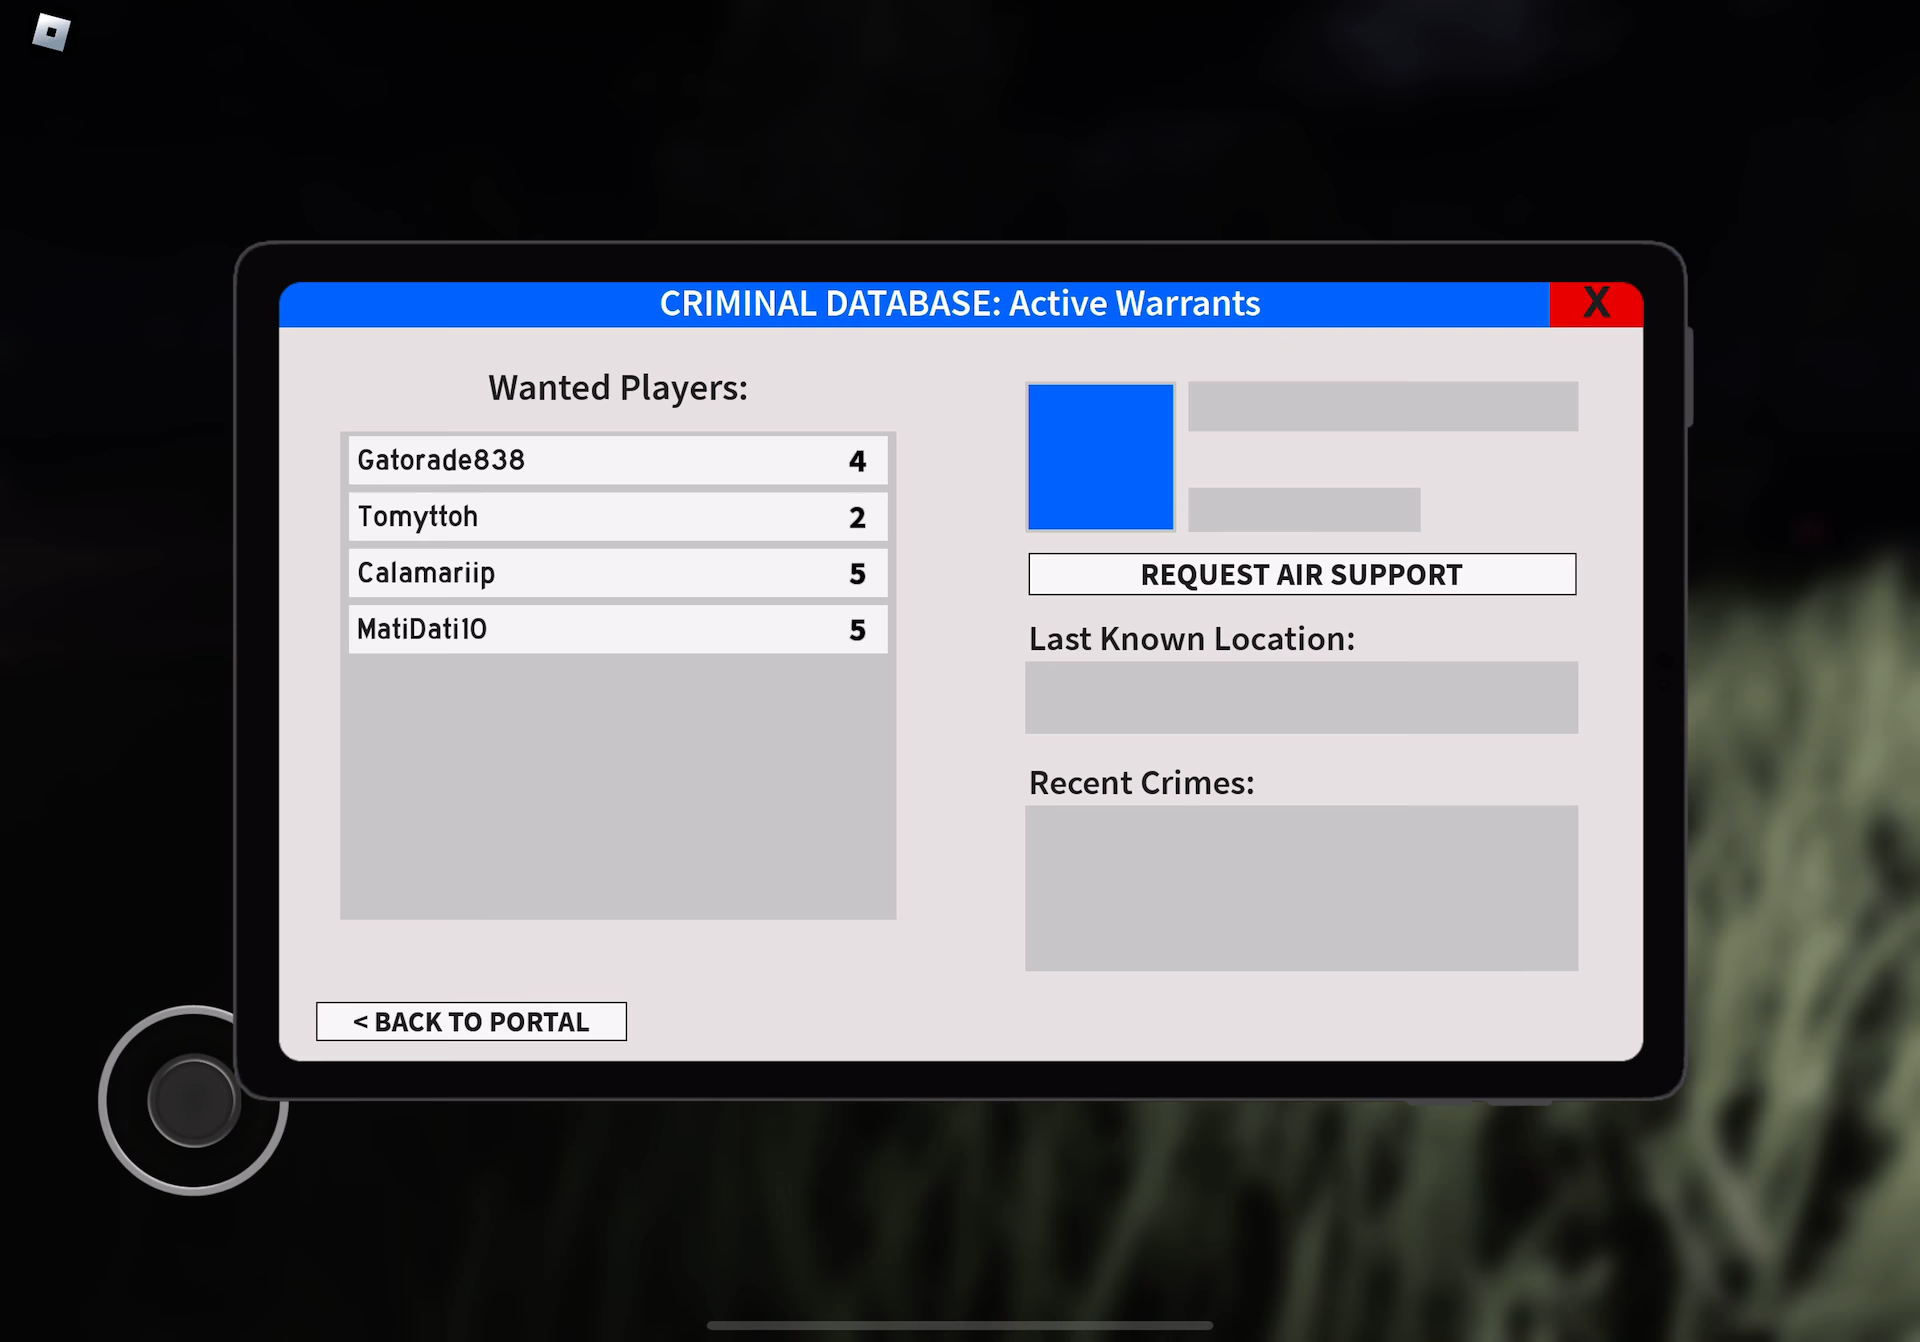 CRIMINAL DATABASE: Active Warrants
X
Wanted Players:
Gatorade838 4
Tomyttoh 2
Calamariip 5
MatiDati10 5
REQUEST AIR SUPPORT
Last Known Location:
Recent Crimes:
< BACK TO PORTAL